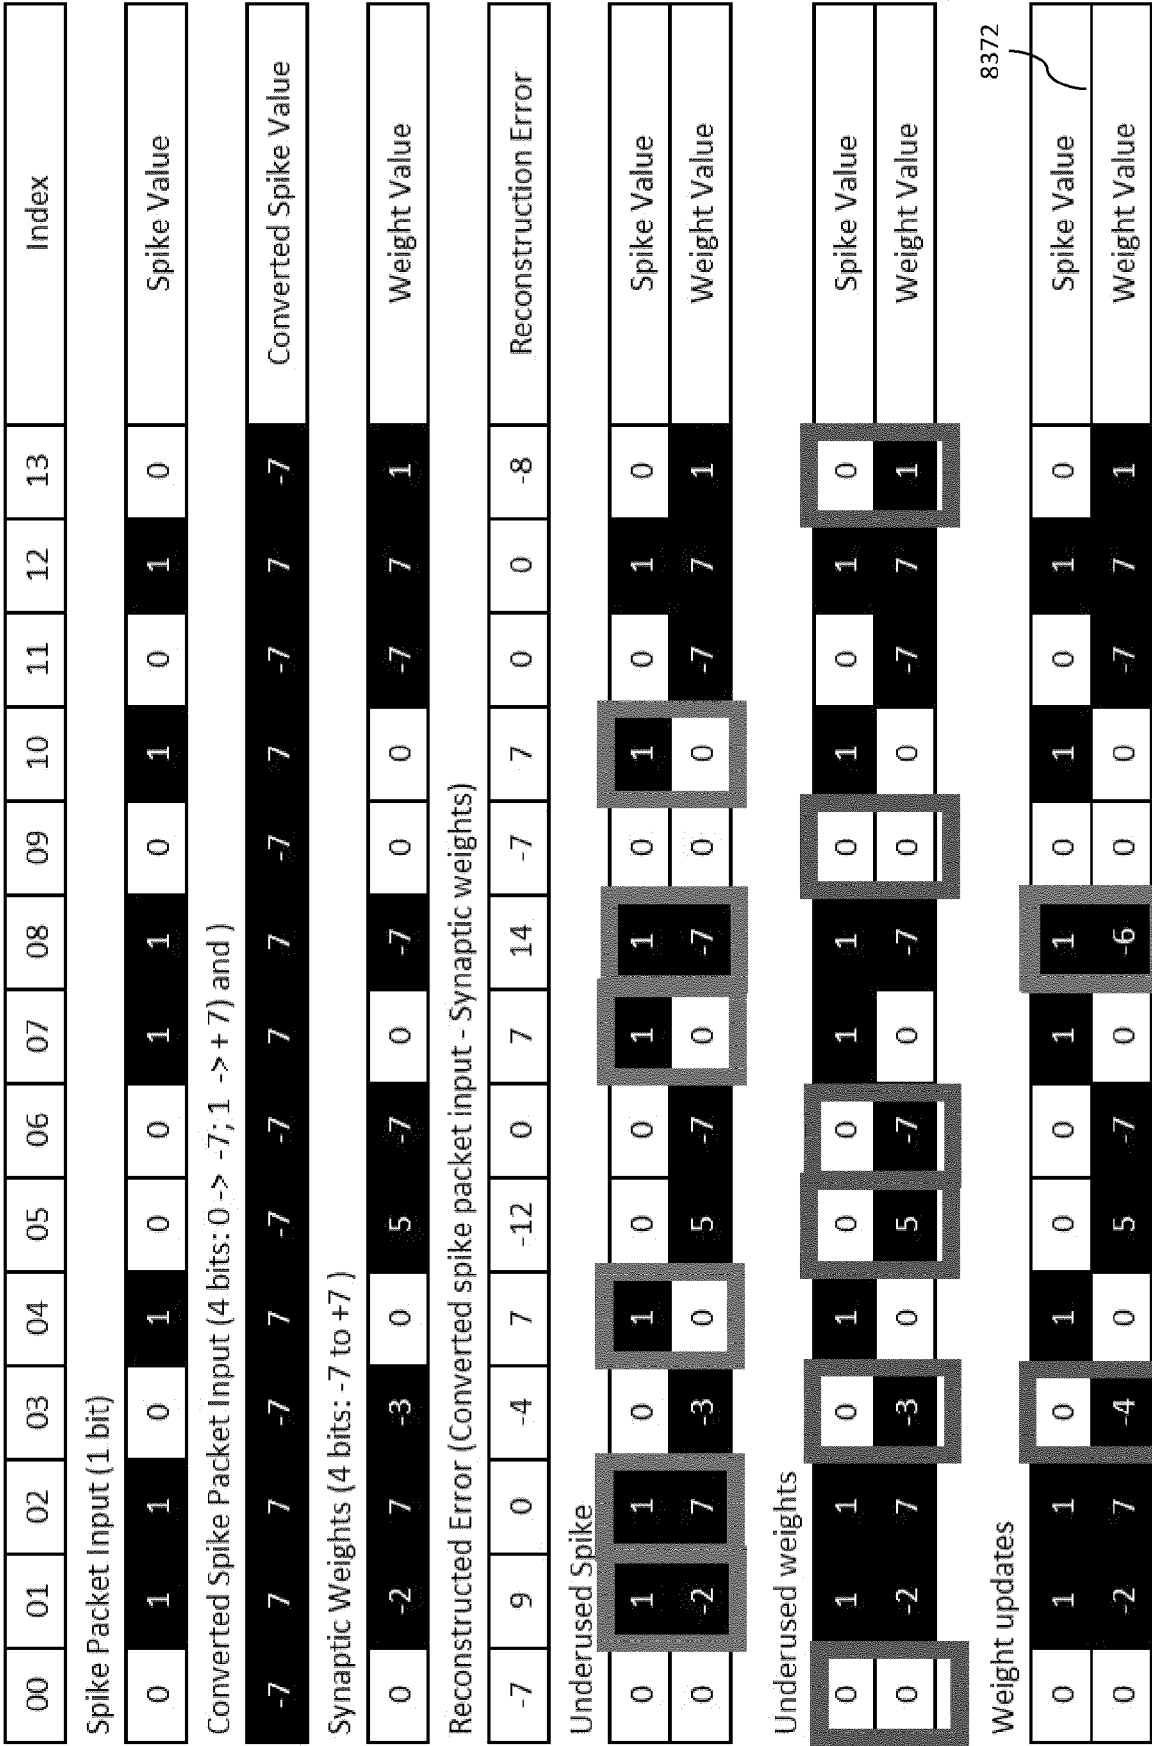 00 01 02 03 04 05 06 07 08 09 10 11 12 13 Index
Spike Packet Input (1 bit)
0 1 1 0 1 0 0 1 1 0 1 0 1 0 Spike Value
Converted Spike Packet Input (4 bits: 0 -> -7; 1 -> + 7) and )
-7 7 7 -7 7 -7 -7 7 7 -7 7 -7 7 -7 Converted Spike Value
Synaptic Weights (4 bits: -7 to +7 )
0 -2 7 -3 0 5 -7 0 -7 0 0 -7 7 1 Weight Value
Reconstructed Error (Converted spike packet input - Synaptic weights)
-7 9 0 -4 7 -12 0 7 14 -7 7 0 0 -8 Reconstruction Error
Underused Spike
0 1 1 0 1 0 0 1 1 0 1 0 1 0 Spike Value
0 -2 7 -3 0 5 -7 0 -7 0 0 -7 7 1 Weight Value
Underused weights
0 1 1 0 1 0 0 1 1 0 1 0 1 0 Spike Value
0 -2 7 -3 0 5 -7 0 -7 0 0 -7 7 1 Weight Value
Weight updates
8372
0 1 1 0 1 0 0 1 1 0 1 0 1 0 Spike Value
0 -2 7 -4 0 5 -7 0 -6 0 0 -7 7 1 Weight Value